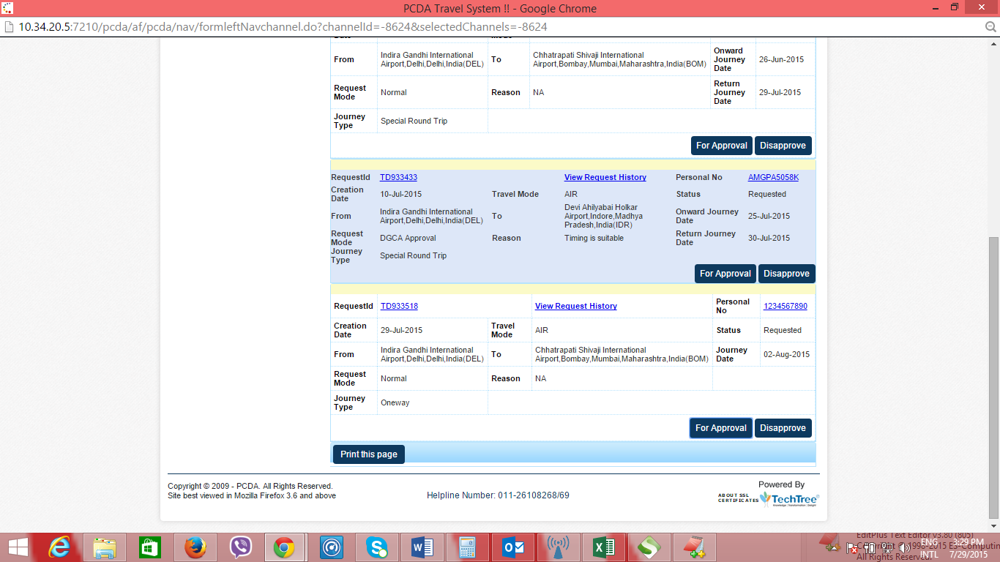 PCDA Travel System !! - Google Chrome
10.34.20.5:7210/pcda/af/pcda/nav/formleftNavchannel.do?channelId=-8624&selectedChannels=-8624
From Indira Gandhi International Airport,Delhi,Delhi,India(DEL) To Chhatrapati Shivaji International Airport,Bombay,Mumbai,Maharashtra,India(BOM) Onward Journey Date 26-Jun-2015
Request Mode Normal Reason NA Return Journey Date 29-Jul-2015
Journey Type Special Round Trip
For Approval Disapprove
RequestId TD933433 View Request History Personal No AMGPA5058K
Creation Date 10-Jul-2015 Travel Mode AIR Status Requested
From Indira Gandhi International Airport,Delhi,Delhi,India(DEL) To Devi Ahilyabai Holkar Airport,Indore,Madhya Pradesh,India(IDR) Onward Journey Date 25-Jul-2015
Request Mode DGCA Approval Reason Timing is suitable Return Journey Date 30-Jul-2015
Journey Type Special Round Trip
For Approval Disapprove
RequestId TD933518 View Request History Personal No 1234567890
Creation Date 29-Jul-2015 Travel Mode AIR Status Requested
From Indira Gandhi International Airport,Delhi,Delhi,India(DEL) To Chhatrapati Shivaji International Airport,Bombay,Mumbai,Maharashtra,India(BOM) Journey Date 02-Aug-2015
Request Mode Normal Reason NA
Journey Type Oneway
For Approval Disapprove
Print this page
Copyright © 2009 - PCDA. All Rights Reserved.
Site best viewed in Mozilla Firefox 3.6 and above
Helpline Number: 011-26108268/69
Powered By
ABOUT SSL CERTIFICATES
TechTree
Knowledge | Transformation | Delight
EditPlus Text Editor v3.80 (805)
1998-2015 ES-Computin
All Rights Reserved.
ENG 3:29 PM
INTL 7/29/2015